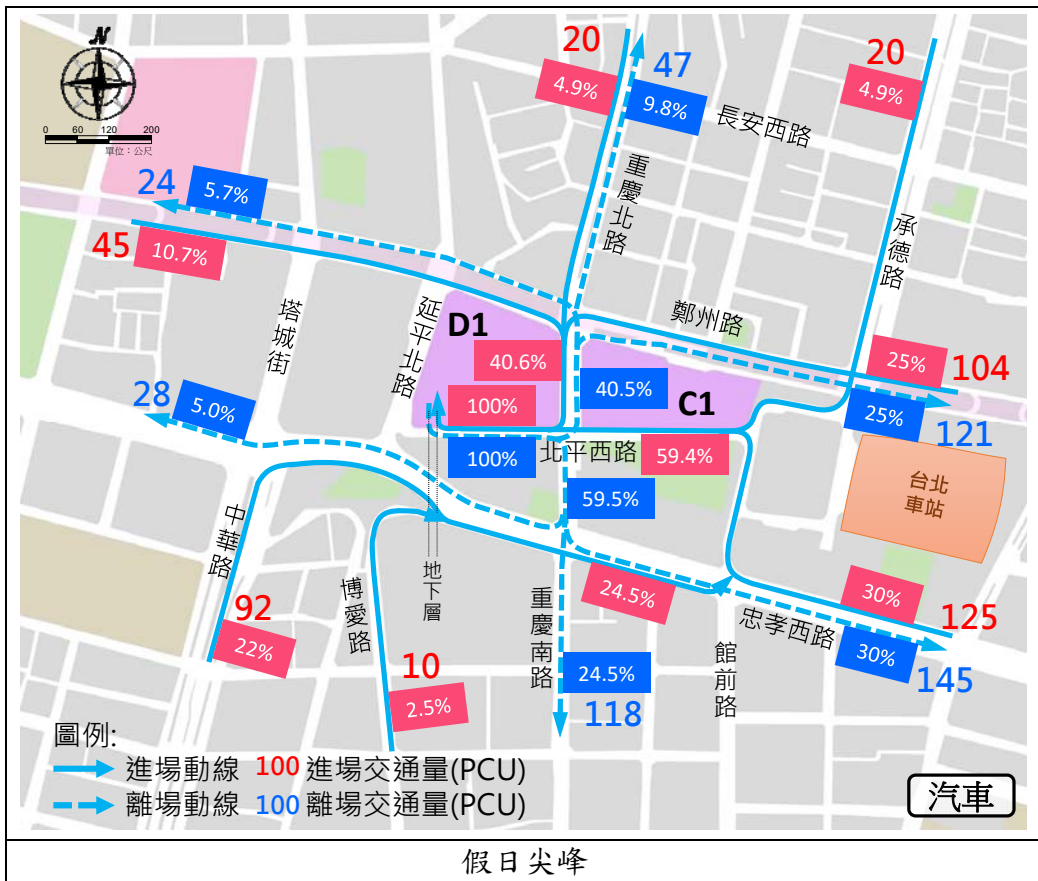 N
0 60 120 200
單位：公尺
20
4.9%
47
9.8%
20
4.9%
長安西路
重慶北路
承德路
24
5.7%
45
10.7%
塔城街
延平北路
D1
40.6%
100%
鄭州路
25%
104
40.5%
C1
25%
121
28
5.0%
100%
北平西路
59.4%
59.5%
台北
車站
中華路
博愛路
地下層
24.5%
重慶南路
館前路
忠孝西路
30%
125
30%
145
92
22%
10
2.5%
24.5%
118
圖例:
進場動線 100 進場交通量(PCU)
離場動線 100 離場交通量(PCU)
汽車
假日尖峰